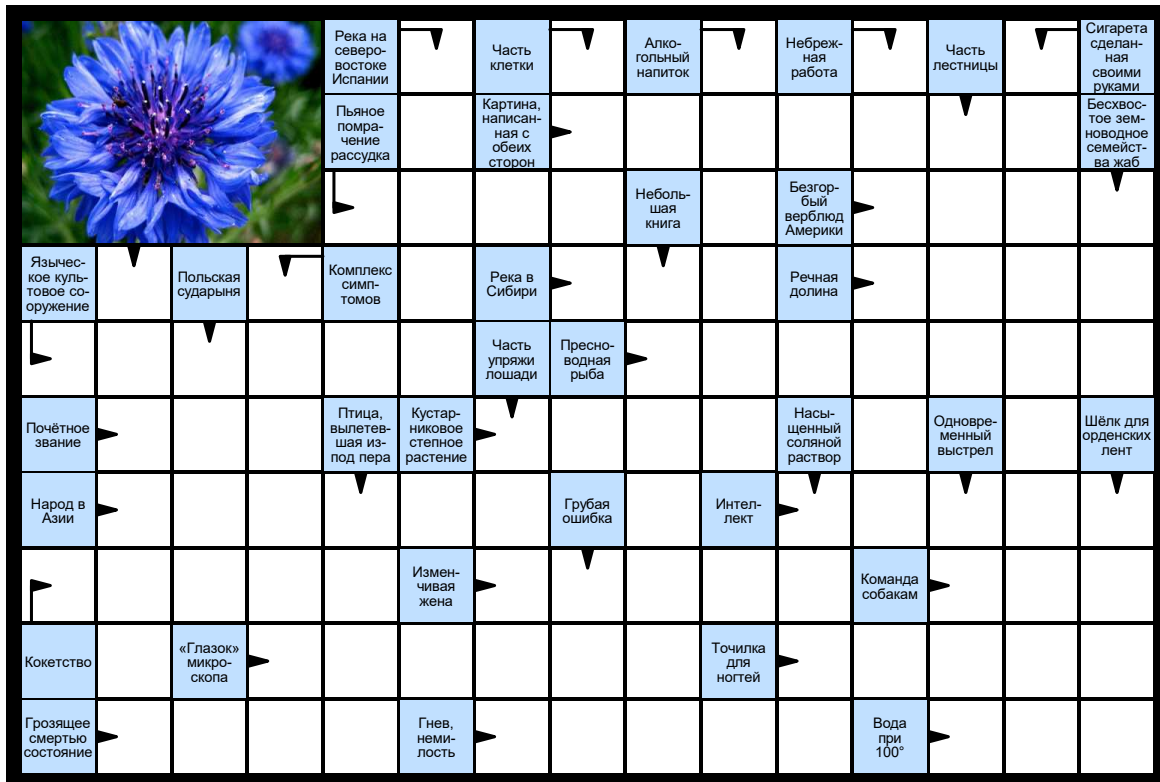 Река на
северо-
востоке
Испании
Часть
клетки
Алко-
гольный
напиток
Небреж-
ная
работа
Часть
лестницы
Сигарета
сделан-
ная
своими
руками
Пьяное
помра-
чение
рассудка
Картина,
написан-
ная с
обеих
сторон
Бесхвос-
тое зем-
новодное
семейст-
ва жаб
Неболь-
шая
книга
Безгор-
бый
верблюд
Америки
Язычес-
кое куль-
товое со-
оружение
Польская
сударыня
Комплекс
симп-
томов
Река в
Сибири
Речная
долина
Часть
упряжи
лошади
Пресно-
водная
рыба
Почётное
звание
Птица,
вылетев-
шая из-
под пера
Кустар-
никовое
степное
растение
Насы-
щенный
соляной
раствор
Одновре-
менный
выстрел
Шёлк для
орденских
лент
Народ в
Азии
Грубая
ошибка
Интел-
лект
Измен-
чивая
жена
Команда
собакам
Кокетство
«Глазок»
микро-
скопа
Точилка
для
ногтей
Грозящее
смертью
состояние
Гнев,
неми-
лость
Вода
при
100°